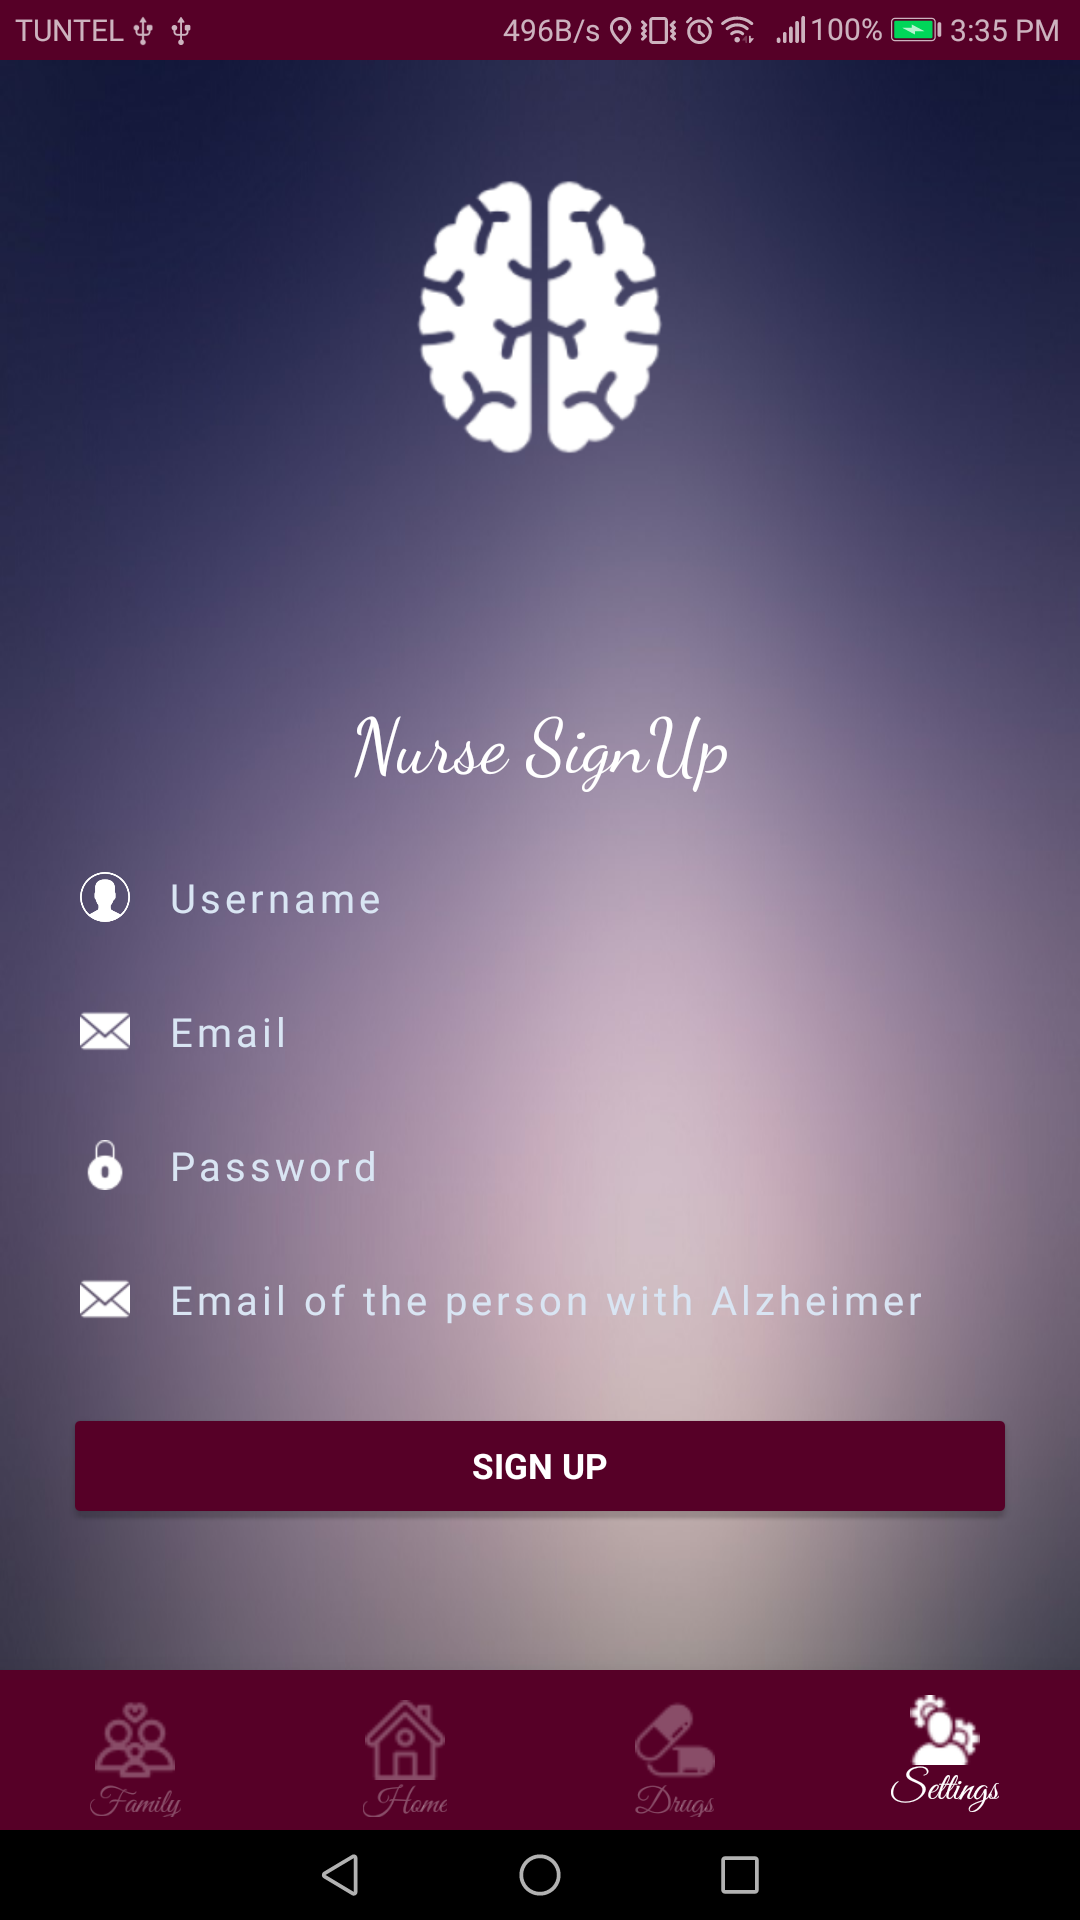 TUNTEL 496B/s 100% 3:35 PM
Nurse SignUp
Username
Email
Password
Email of the person with Alzheimer
SIGN UP
Family Home Drugs Settings